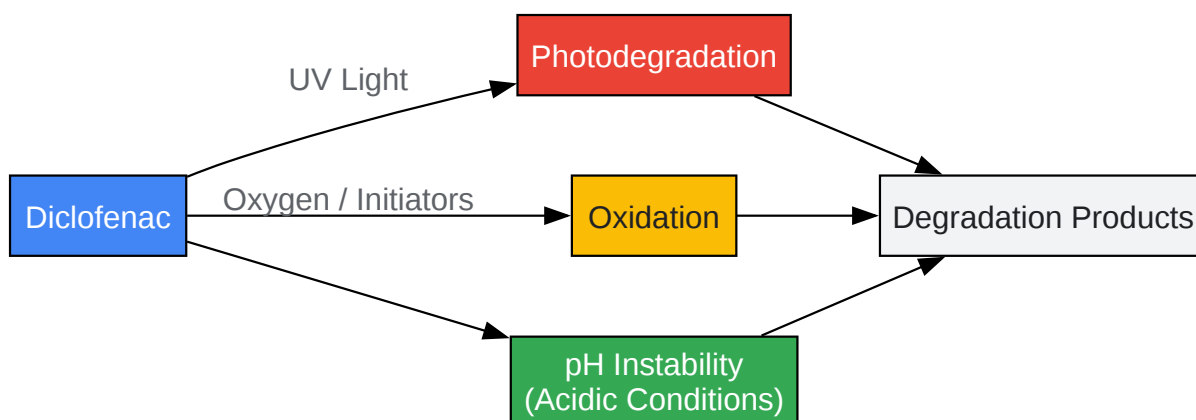 Photodegradation
UV Light
Diclofenac
Oxygen / Initiators
Oxidation
Degradation Products
pH Instability
(Acidic Conditions)